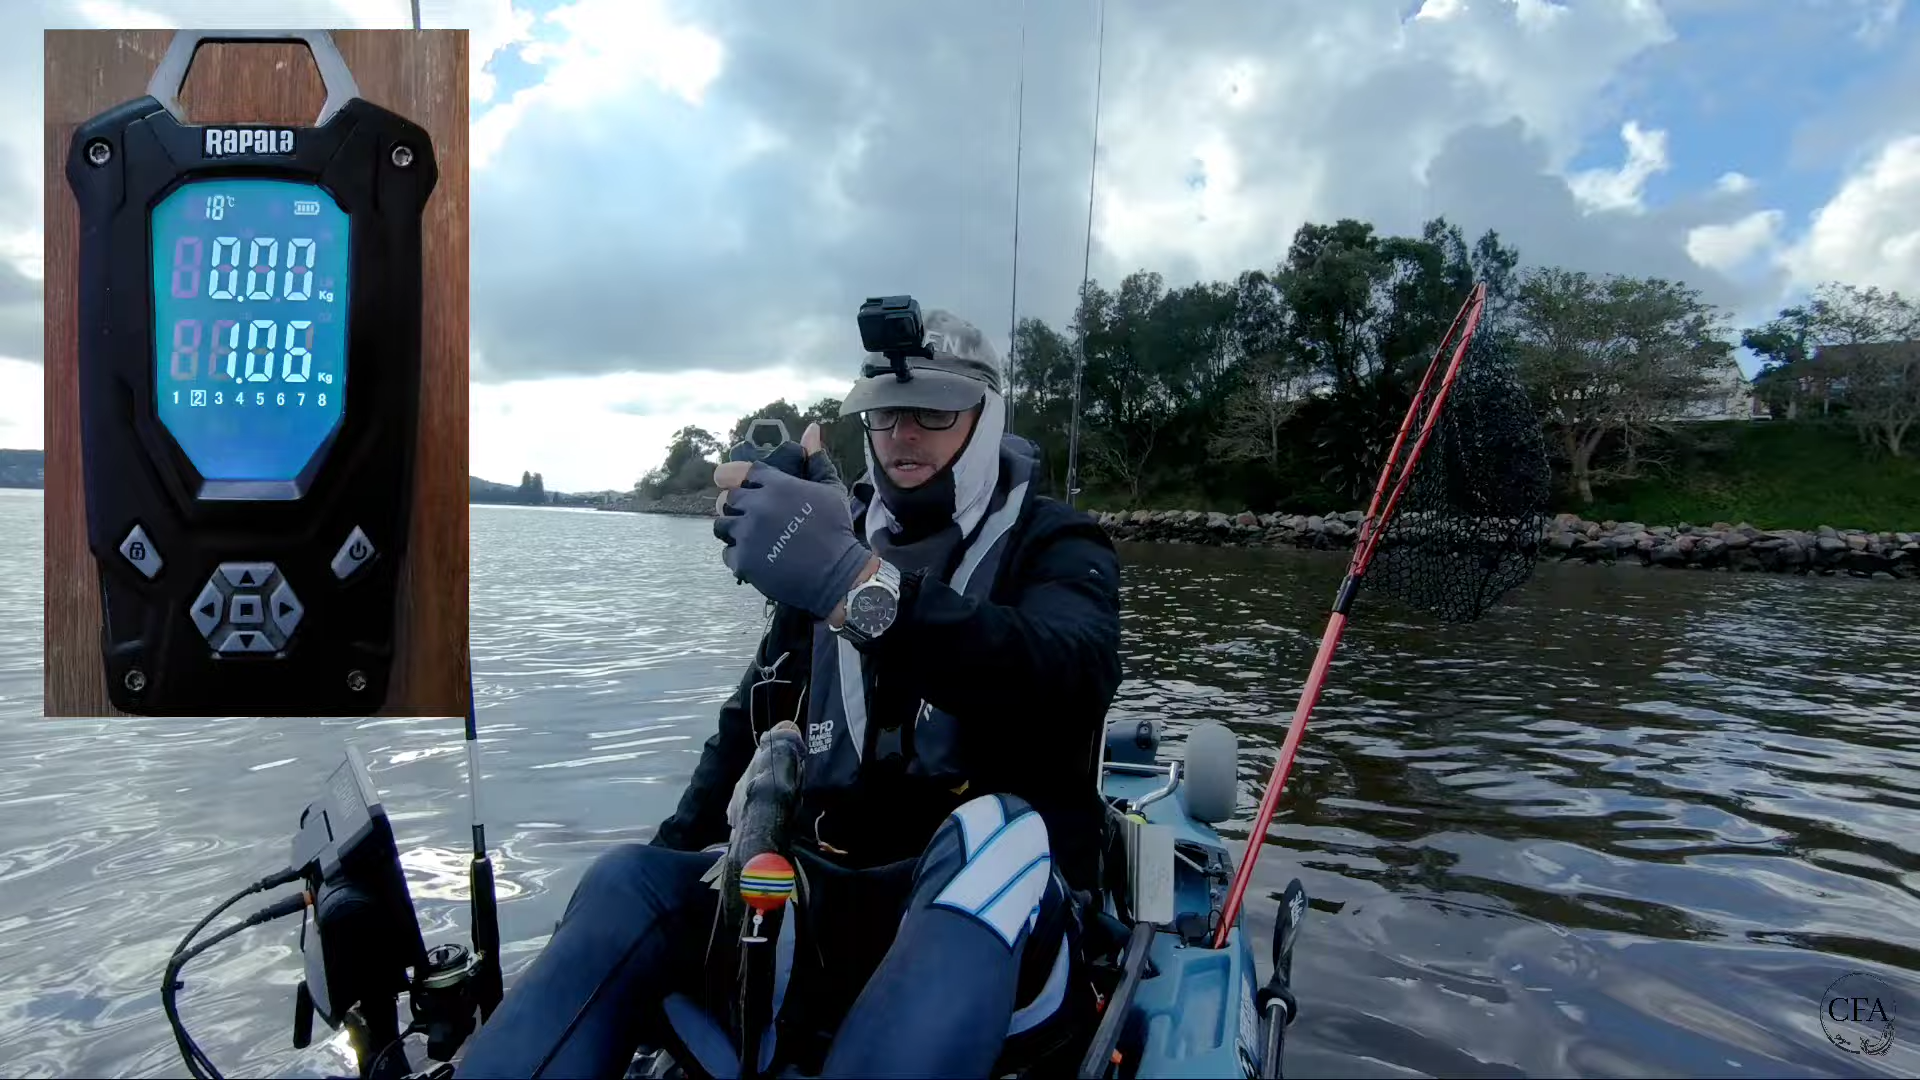 RAPALA
18°C
0.00 Kg
1.06 Kg
1 2 3 4 5 6 7 8
MINGLU
PFD
MANUAL
CFA